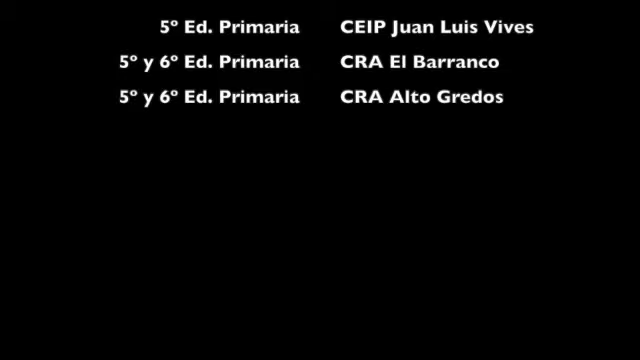 5º Ed. Primaria CEIP Juan Luis Vives
5º y 6º Ed. Primaria CRA El Barranco
5º y 6º Ed. Primaria CRA Alto Gredos